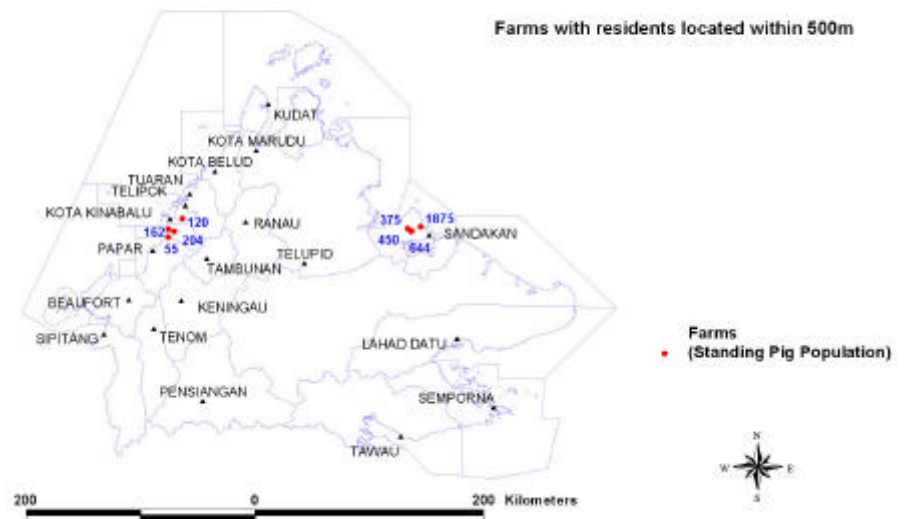 Farms with residents located within 500m
KUDAT
KOTA MARUDU
KOTA BELUD
TUARAN
TELIPOK
KOTA KINABALU
120
RANAU
375
1875
162
204
450
SANDAKAN
PAPAR
55
644
TAMBUNAN
TELUPID
BEAUFORT
KENINGAU
SIPITANG
TENOM
LAHAD DATU
Farms
(Standing Pig Population)
PENSIANGAN
SEMPORNA
TAWAU
N
W E
S
200 0 200 Kilometers